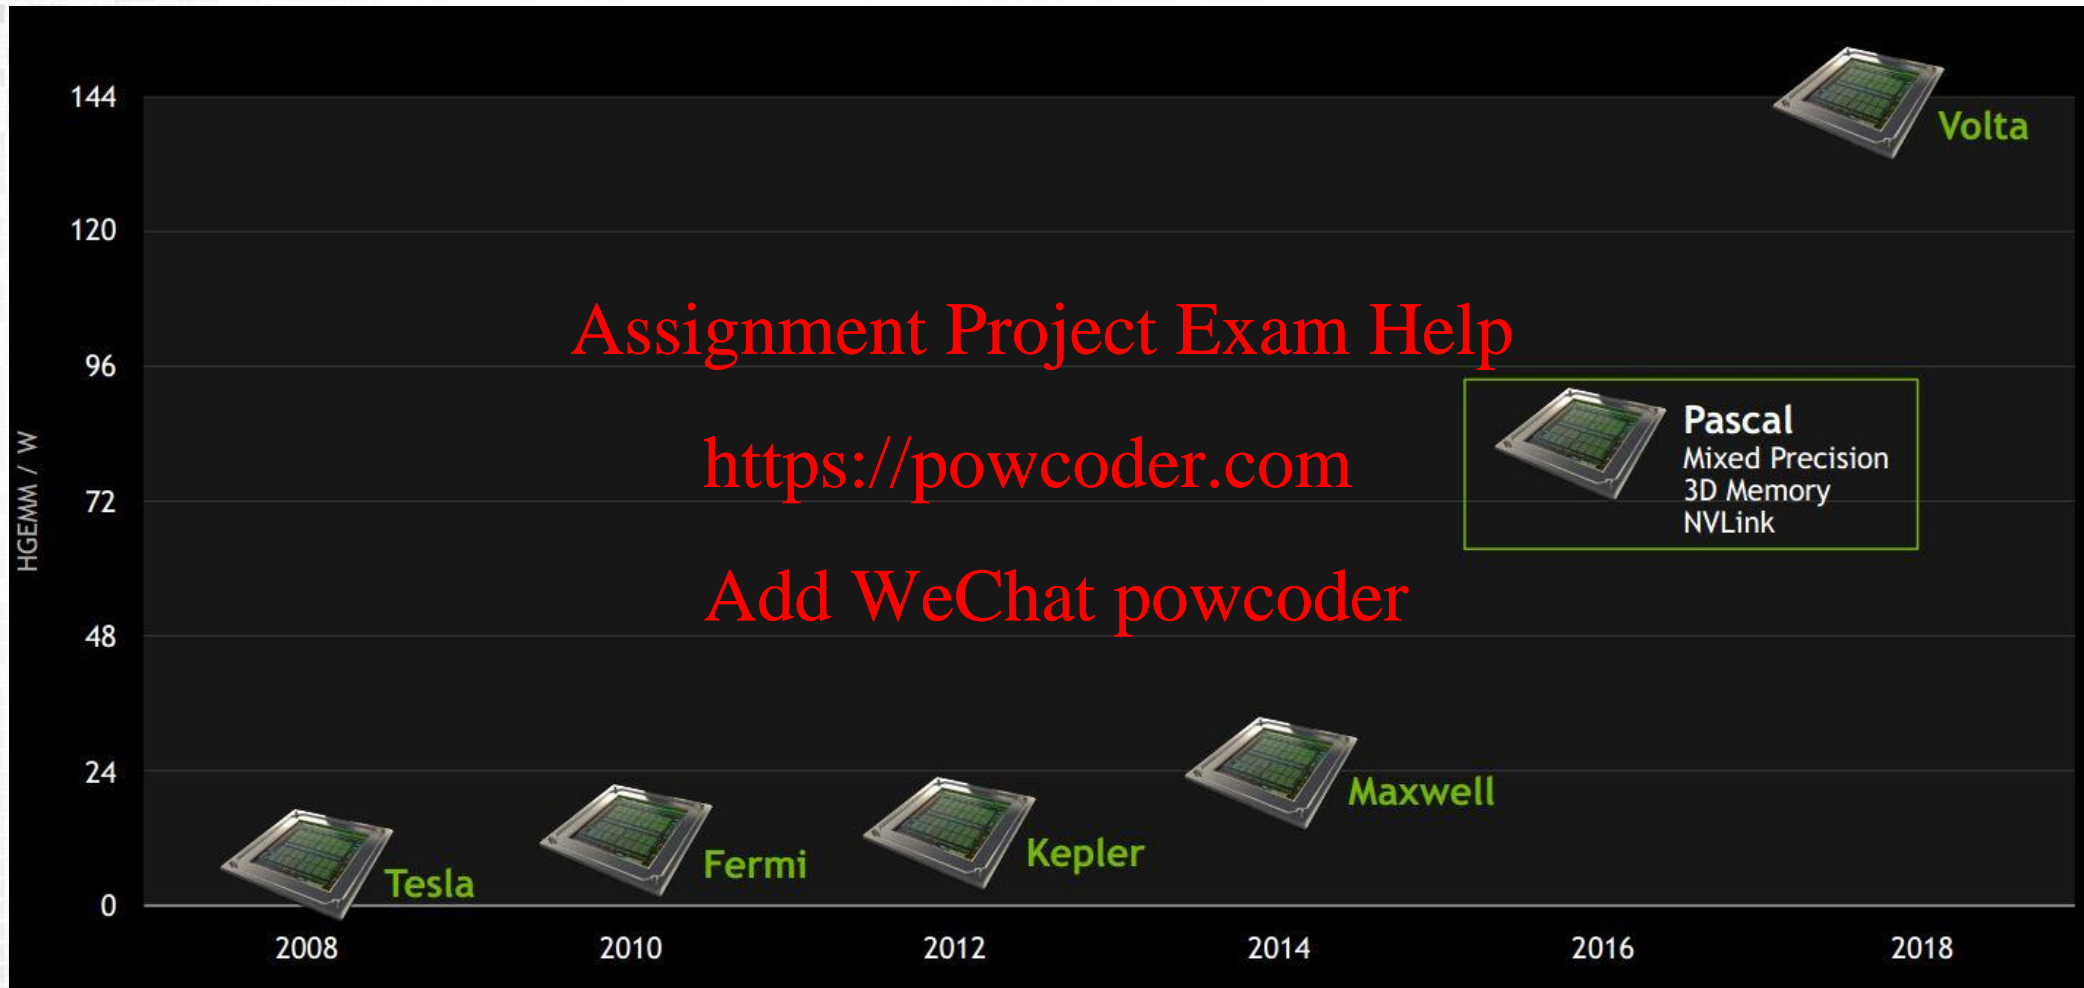 144
Volta
120
Assignment Project Exam Help
96
Pascal
Mixed Precision
3D Memory
NVLink
https://powcoder.com
HGEMM / W
72
Add WeChat powcoder
48
24
Maxwell
Kepler
Fermi
Tesla
0
2008 2010 2012 2014 2016 2018